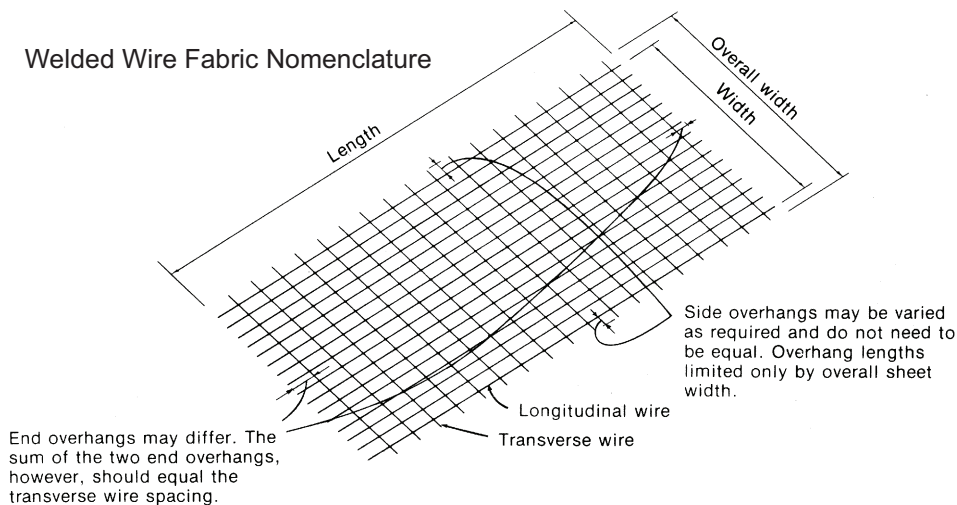 Welded Wire Fabric Nomenclature
Length
Overall width
Width
Side overhangs may be varied
as required and do not need to
be equal. Overhang lengths
limited only by overall sheet
width.
Longitudinal wire
Transverse wire
End overhangs may differ. The
sum of the two end overhangs,
however, should equal the
transverse wire spacing.